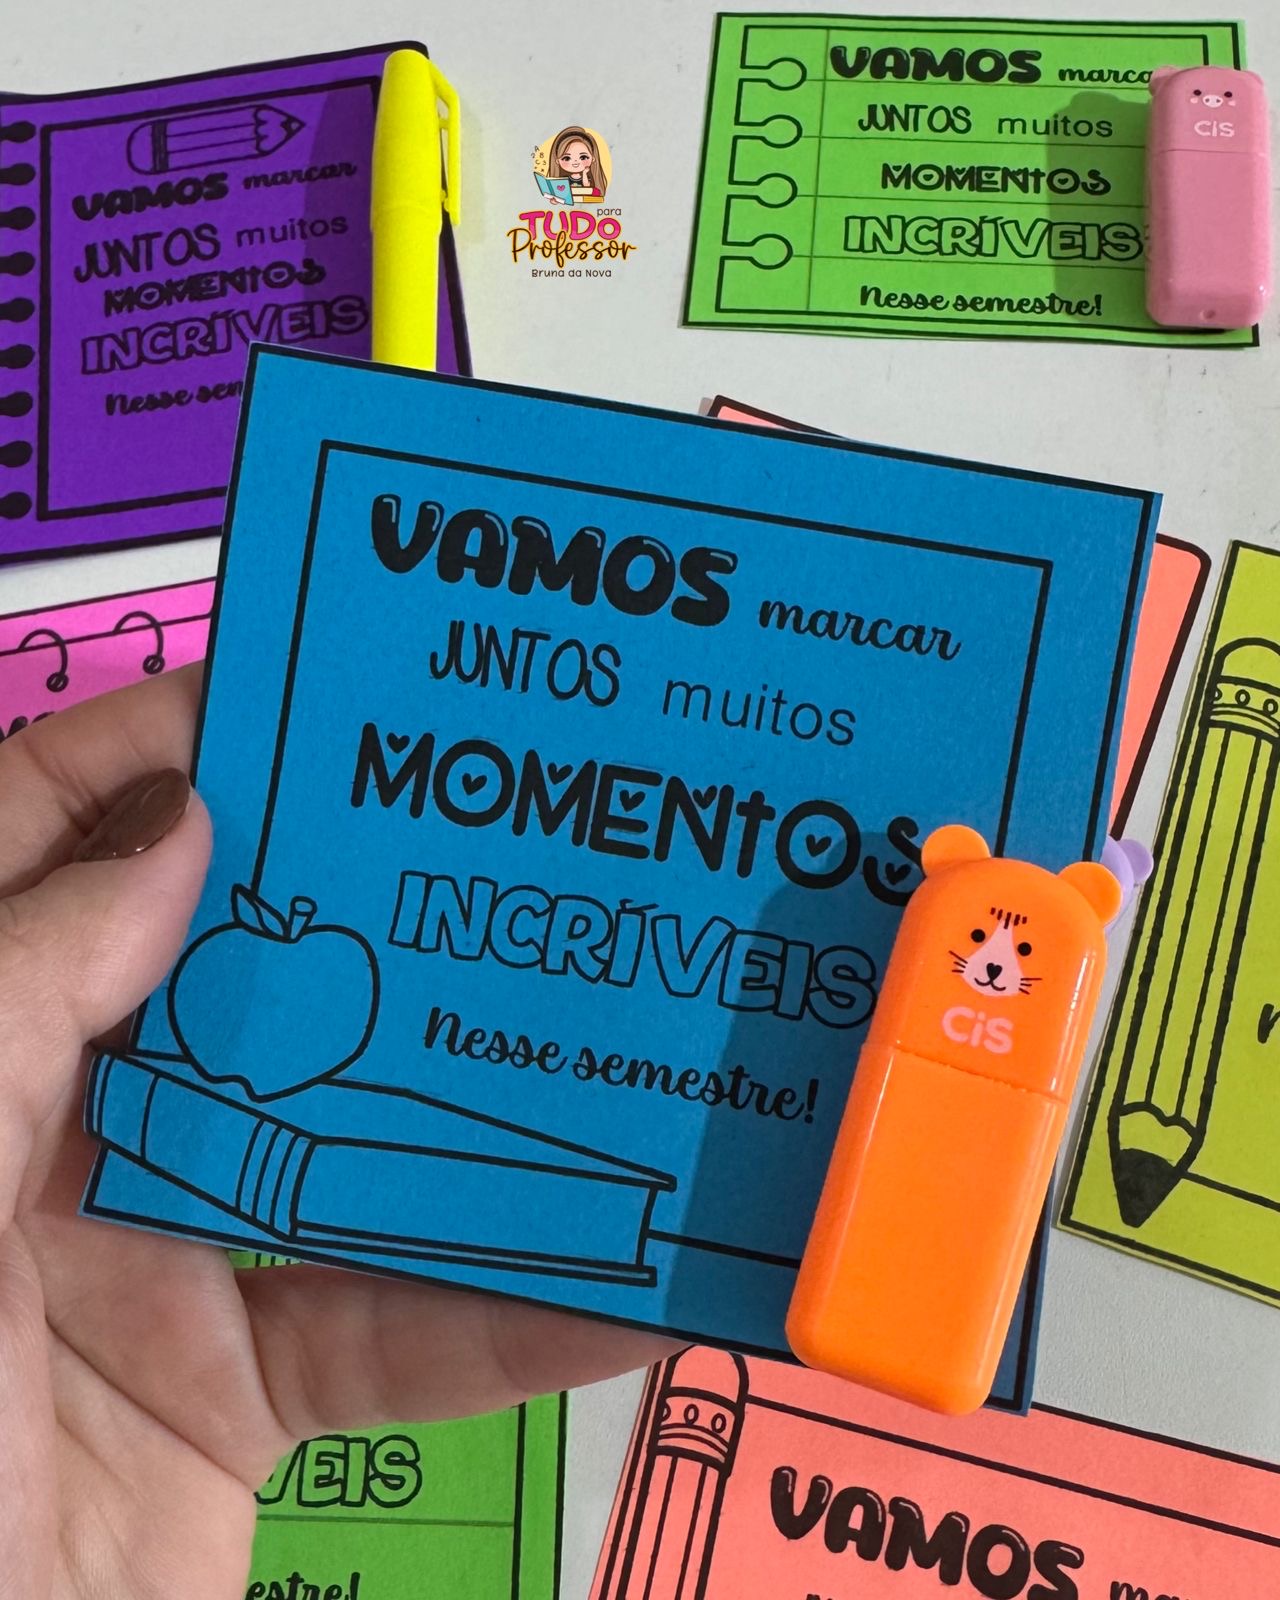 VAMOS marcar
JUNTOS muitos
MOMENTOS
INCRÍVEIS
Nesse
para
TUDO
Professor
Bruna da Nova
VAMOS
JUNTOS muitos
MOMENTOS
INCRÍVEIS
Nesse semestre!
CiS
VAMOS marcar
JUNTOS muitos
MOMENTOS
INCRÍVEIS
Nesse semestre!
CiS
VEIS
estre!
VAMOS